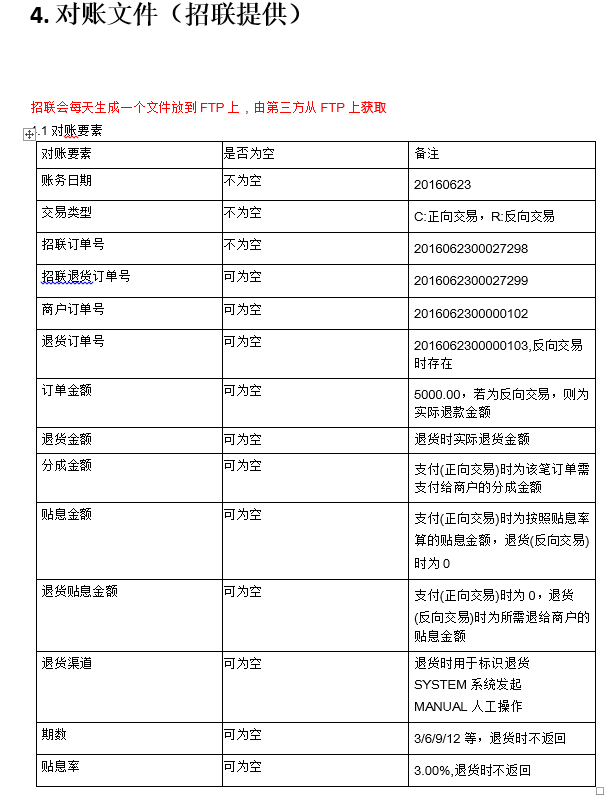 4. 对账文件（招联提供）
招联会每天生成一个文件放到 FTP 上，由第三方从 FTP 上获取
.1 对账要素
对账要素 是否为空 备注
账务日期 不为空 20160623
交易类型 不为空 C:正向交易，R:反向交易
招联订单号 不为空 2016062300027298
招联退货订单号 可为空 2016062300027299
商户订单号 可为空 2016062300000102
退货订单号 可为空 2016062300000103,反向交易
时存在
订单金额 可为空 5000.00，若为反向交易，则为
实际退款金额
退货金额 可为空 退货时实际退货金额
分成金额 可为空 支付(正向交易)时为该笔订单需
支付给商户的分成金额
贴息金额 可为空 支付(正向交易)时为按照贴息率
算的贴息金额，退货(反向交易)
时为 0
退货贴息金额 可为空 支付(正向交易)时为 0，退货
(反向交易)时为所需退给商户的
贴息金额
退货渠道 可为空 退货时用于标识退货
SYSTEM 系统发起
MANUAL 人工操作
期数 可为空 3/6/9/12 等，退货时不返回
贴息率 可为空 3.00%,退货时不返回